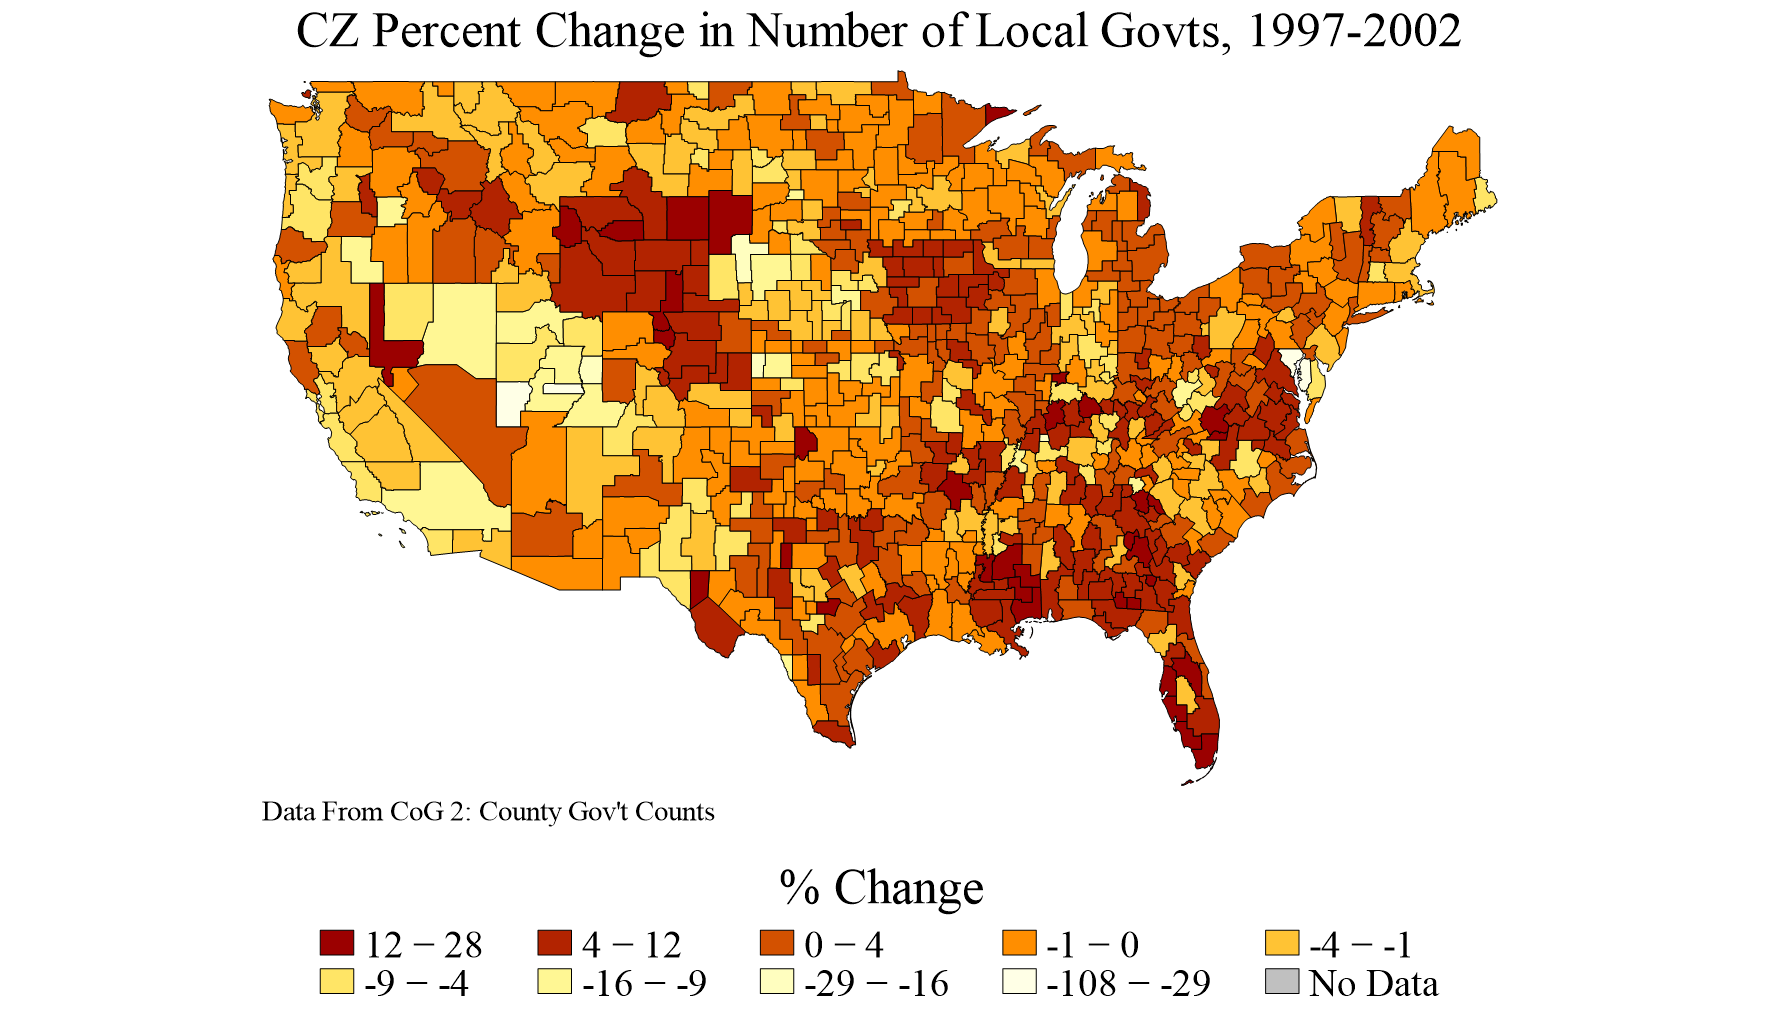 CZ Percent Change in Number of Local Govts, 1997-2002
Data From CoG 2: County Gov't Counts
% Change
12 − 28
4 − 12
0 − 4
-1 − 0
-4 − -1
-9 − -4
-16 − -9
-29 − -16
-108 − -29
No Data